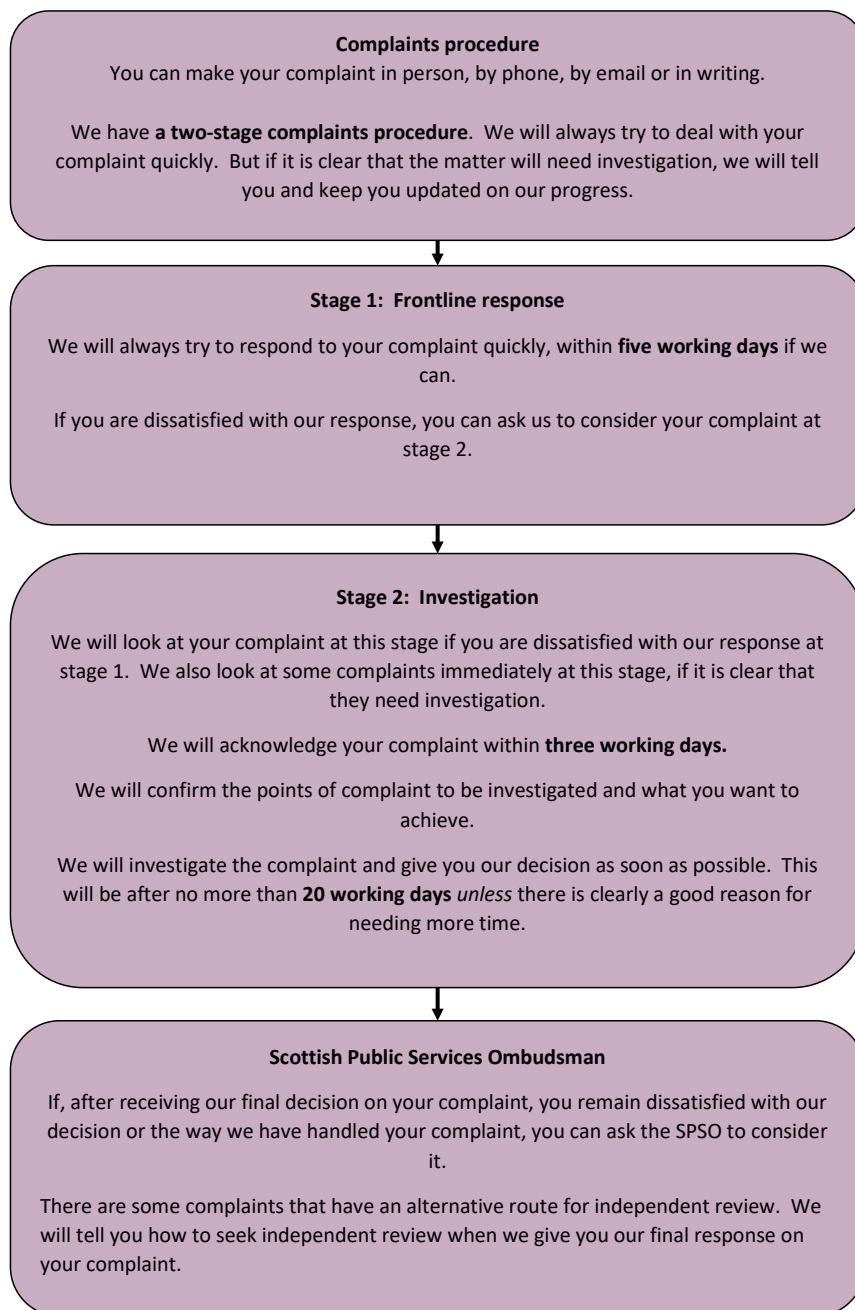 Complaints procedure
You can make your complaint in person, by phone, by email or in writing.
We have a two-stage complaints procedure.  We will always try to deal with your
complaint quickly.  But if it is clear that the matter will need investigation, we will tell
you and keep you updated on our progress.
Stage 1:  Frontline response
We will always try to respond to your complaint quickly, within five working days if we
can.
If you are dissatisfied with our response, you can ask us to consider your complaint at
stage 2.
Stage 2:  Investigation
We will look at your complaint at this stage if you are dissatisfied with our response at
stage 1.  We also look at some complaints immediately at this stage, if it is clear that
they need investigation.
We will acknowledge your complaint within three working days.
We will confirm the points of complaint to be investigated and what you want to
achieve.
We will investigate the complaint and give you our decision as soon as possible.  This
will be after no more than 20 working days unless there is clearly a good reason for
needing more time.
Scottish Public Services Ombudsman
If, after receiving our final decision on your complaint, you remain dissatisfied with our
decision or the way we have handled your complaint, you can ask the SPSO to consider
it.
There are some complaints that have an alternative route for independent review.  We
will tell you how to seek independent review when we give you our final response on
your complaint.